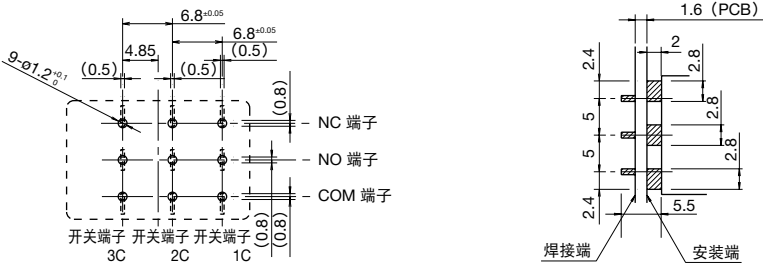 6.8±0.05
6.8±0.05
4.85
(0.5)
(0.5)
(0.5)
9-ø1.2 +0.1 0
(0.8)
NC 端子
NO 端子
COM 端子
(0.8)
(0.8)
开关端子 开关端子 开关端子
3C 2C 1C
1.6（PCB）
2
2.4
2.8
5
2.8
5
2.8
2.4
5.5
焊接端
安装端